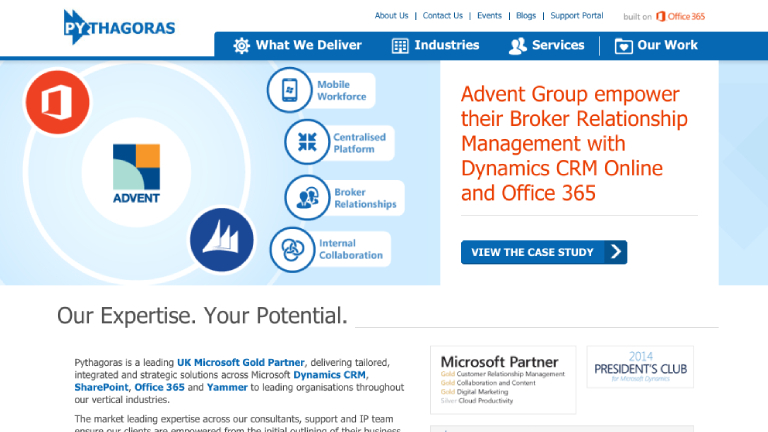 About Us | Contact Us | Events | Blogs | Support Portal
built on Office 365
PYTHAGORAS
What We Deliver
Industries
Services
Our Work
Mobile
Workforce
Centralised
Platform
Broker
Relationships
Internal
Collaboration
ADVENT
Advent Group empower
their Broker Relationship
Management with
Dynamics CRM Online
and Office 365
VIEW THE CASE STUDY
Our Expertise. Your Potential.
Pythagoras is a leading UK Microsoft Gold Partner, delivering tailored,
integrated and strategic solutions across Microsoft Dynamics CRM,
SharePoint, Office 365 and Yammer to leading organisations throughout
our vertical industries.
The market leading expertise across our consultants, support and IP team
ensure our clients are empowered from the initial outlining of their business
Microsoft Partner
Gold Customer Relationship Management
Gold Collaboration and Content
Gold Digital Marketing
Silver Cloud Productivity
2014
PRESIDENT'S CLUB
for Microsoft Dynamics